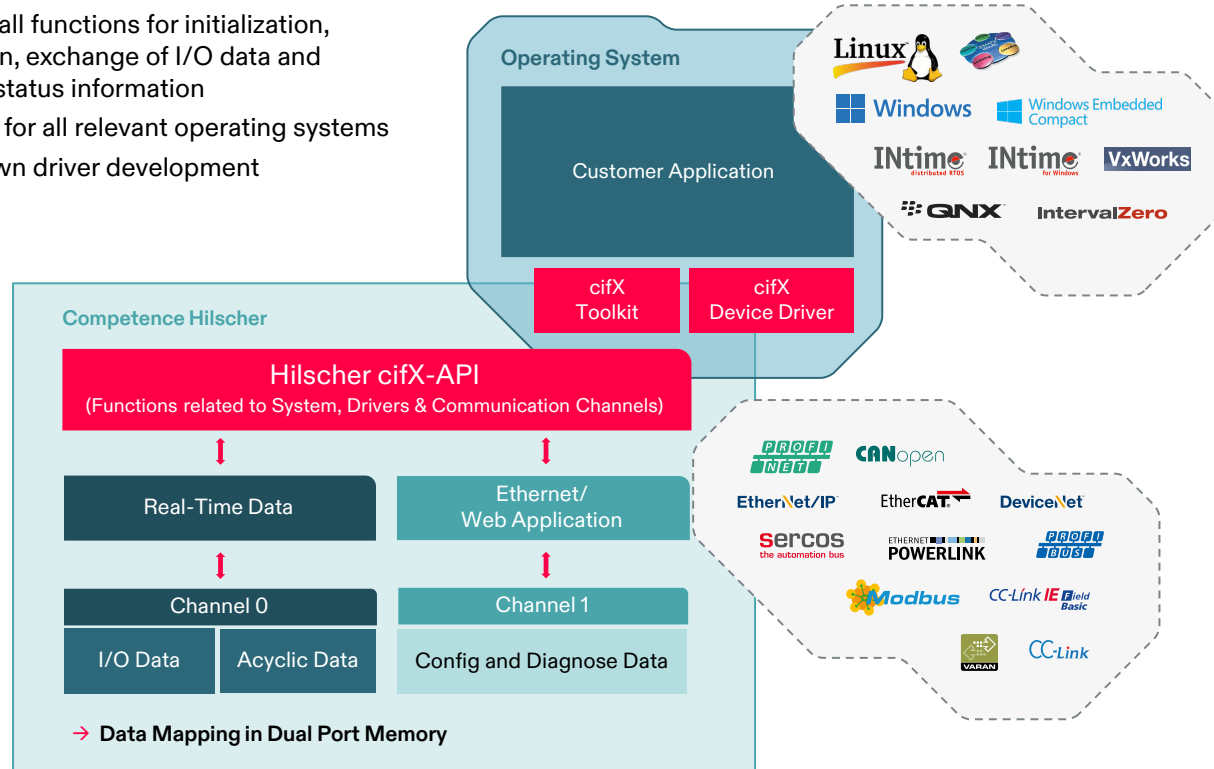 all functions for initialization,
n, exchange of I/O data and
status information
for all relevant operating systems
wn driver development
Operating System
Customer Application
cifX
Toolkit
cifX
Device Driver
Linux
Windows
Windows Embedded
Compact
INtime
distributed RTOS
INtime
for Windows
VxWorks
QNX
IntervalZero
Competence Hilscher
Hilscher cifX-API
(Functions related to System, Drivers & Communication Channels)
Real-Time Data
Ethernet/
Web Application
Channel 0
Channel 1
I/O Data
Acyclic Data
Config and Diagnose Data
→ Data Mapping in Dual Port Memory
PROFI
NET
CANopen
EtherNet/IP
EtherCAT
DeviceNet
sercos
the automation bus
ETHERNET
POWERLINK
PROFI
BUS
Modbus
CC-Link IE Field
Basic
VARAN
CC-Link